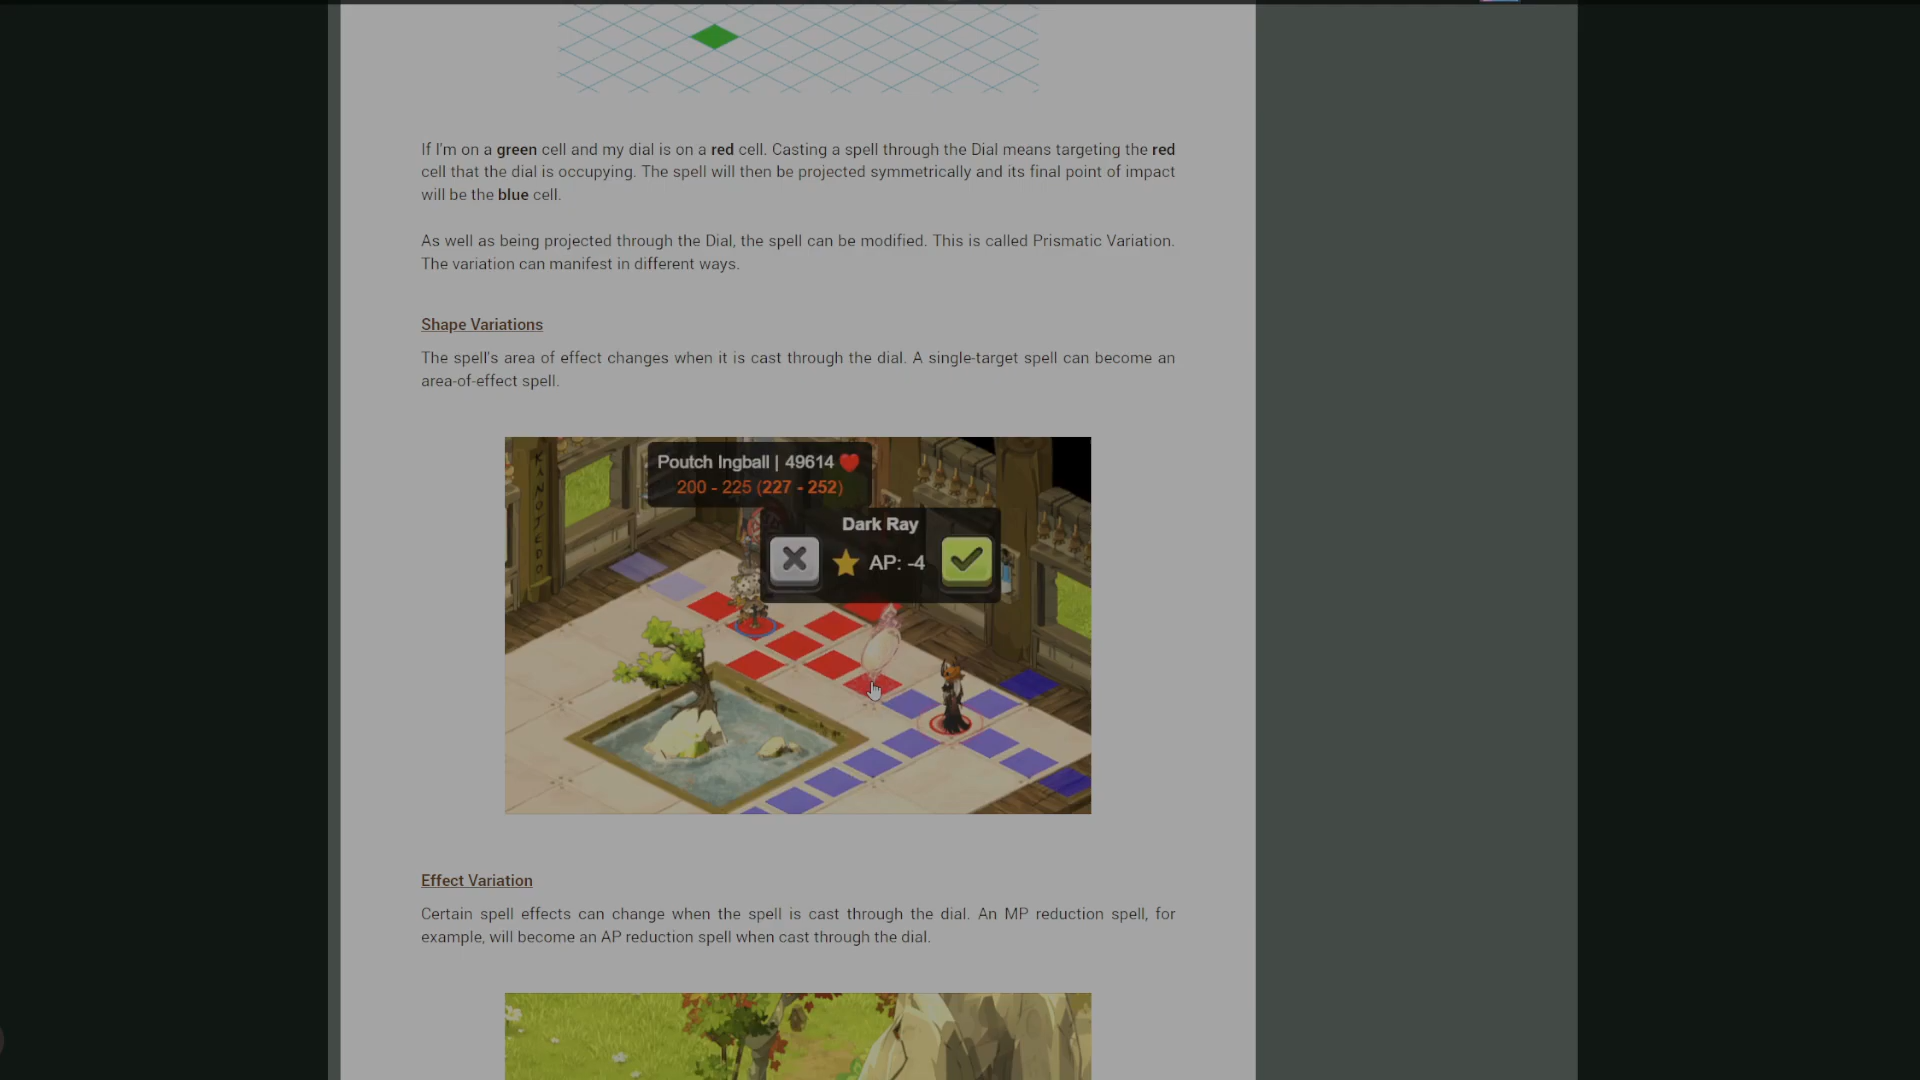 If I'm on a green cell and my dial is on a red cell. Casting a spell through the Dial means targeting the red
cell that the dial is occupying. The spell will then be projected symmetrically and its final point of impact
will be the blue cell.
As well as being projected through the Dial, the spell can be modified. This is called Prismatic Variation.
The variation can manifest in different ways.
Shape Variations
The spell's area of effect changes when it is cast through the dial. A single-target spell can become an
area-of-effect spell.
KANOJEDO
Poutch Ingball | 49614
200 - 225 (227 - 252)
Dark Ray
AP: -4
Effect Variation
Certain spell effects can change when the spell is cast through the dial. An MP reduction spell, for
example, will become an AP reduction spell when cast through the dial.